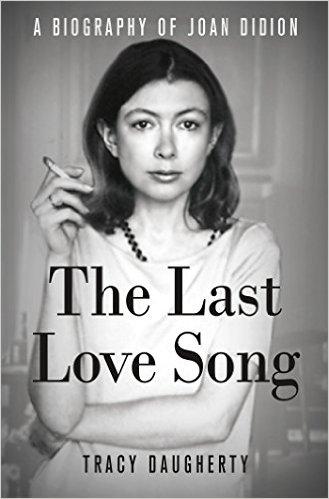 A BIOGRAPHY OF JOAN DIDION
The Last
Love Song
TRACY DAUGHERTY